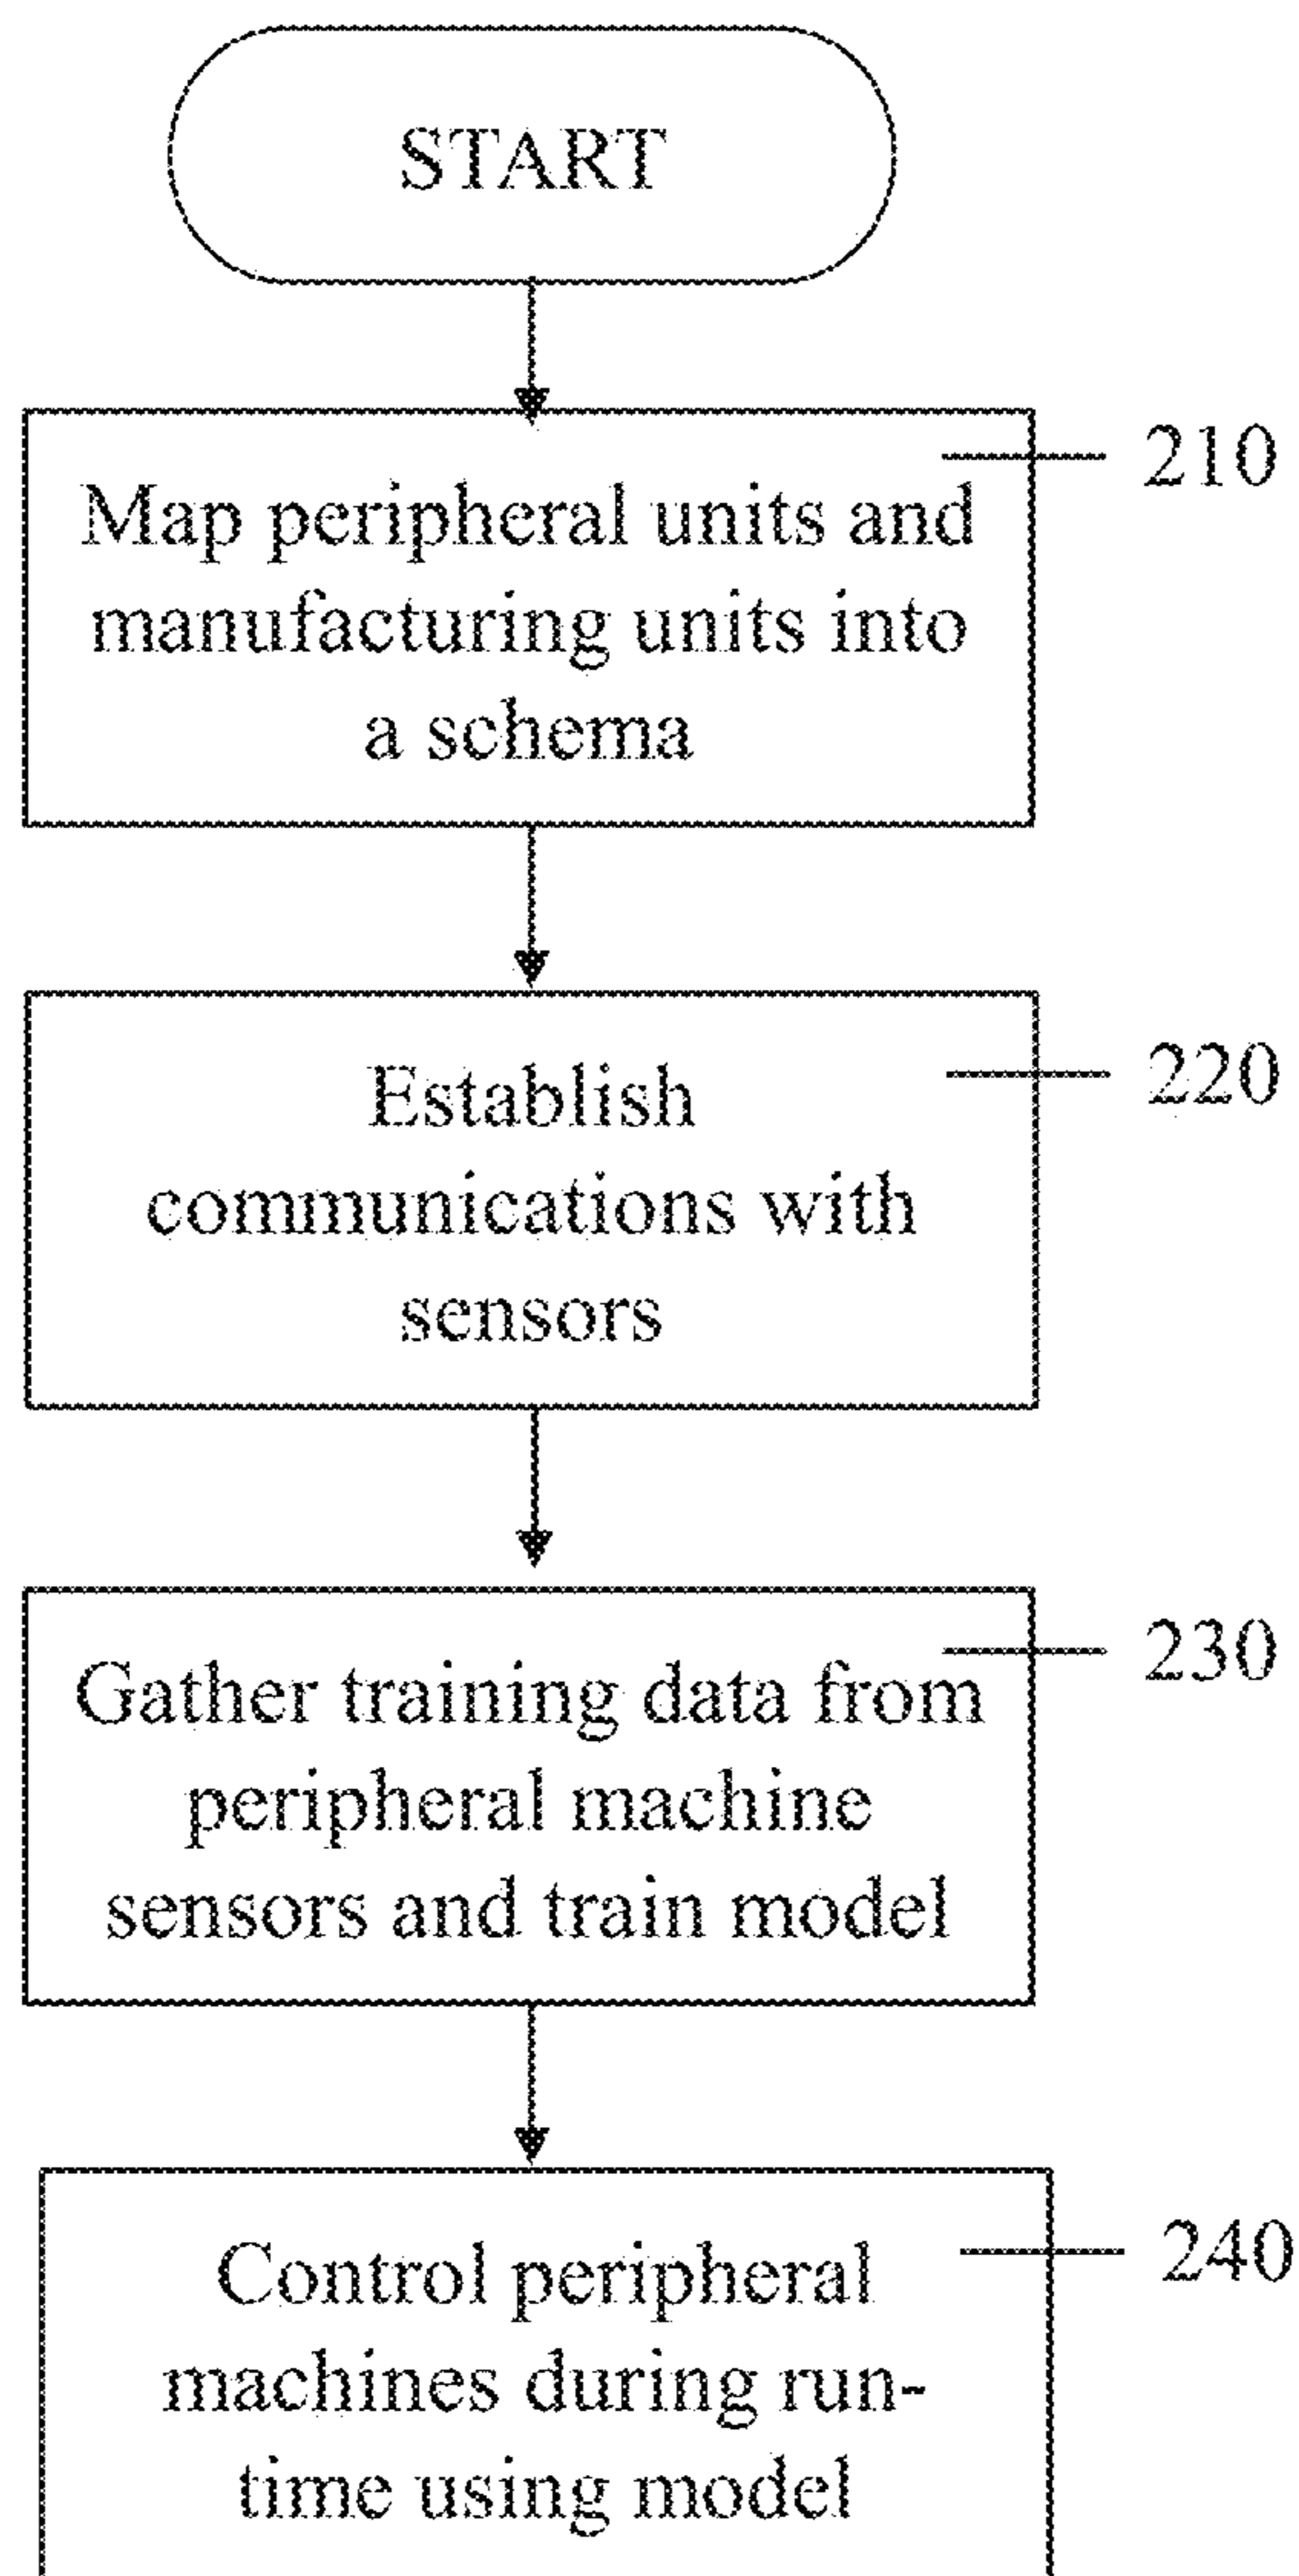 START
210
Map peripheral units and
manufacturing units into
a schema
220
Establish
communications with
sensors
230
Gather training data from
peripheral machine
sensors and train model
240
Control peripheral
machines during run-
time using model